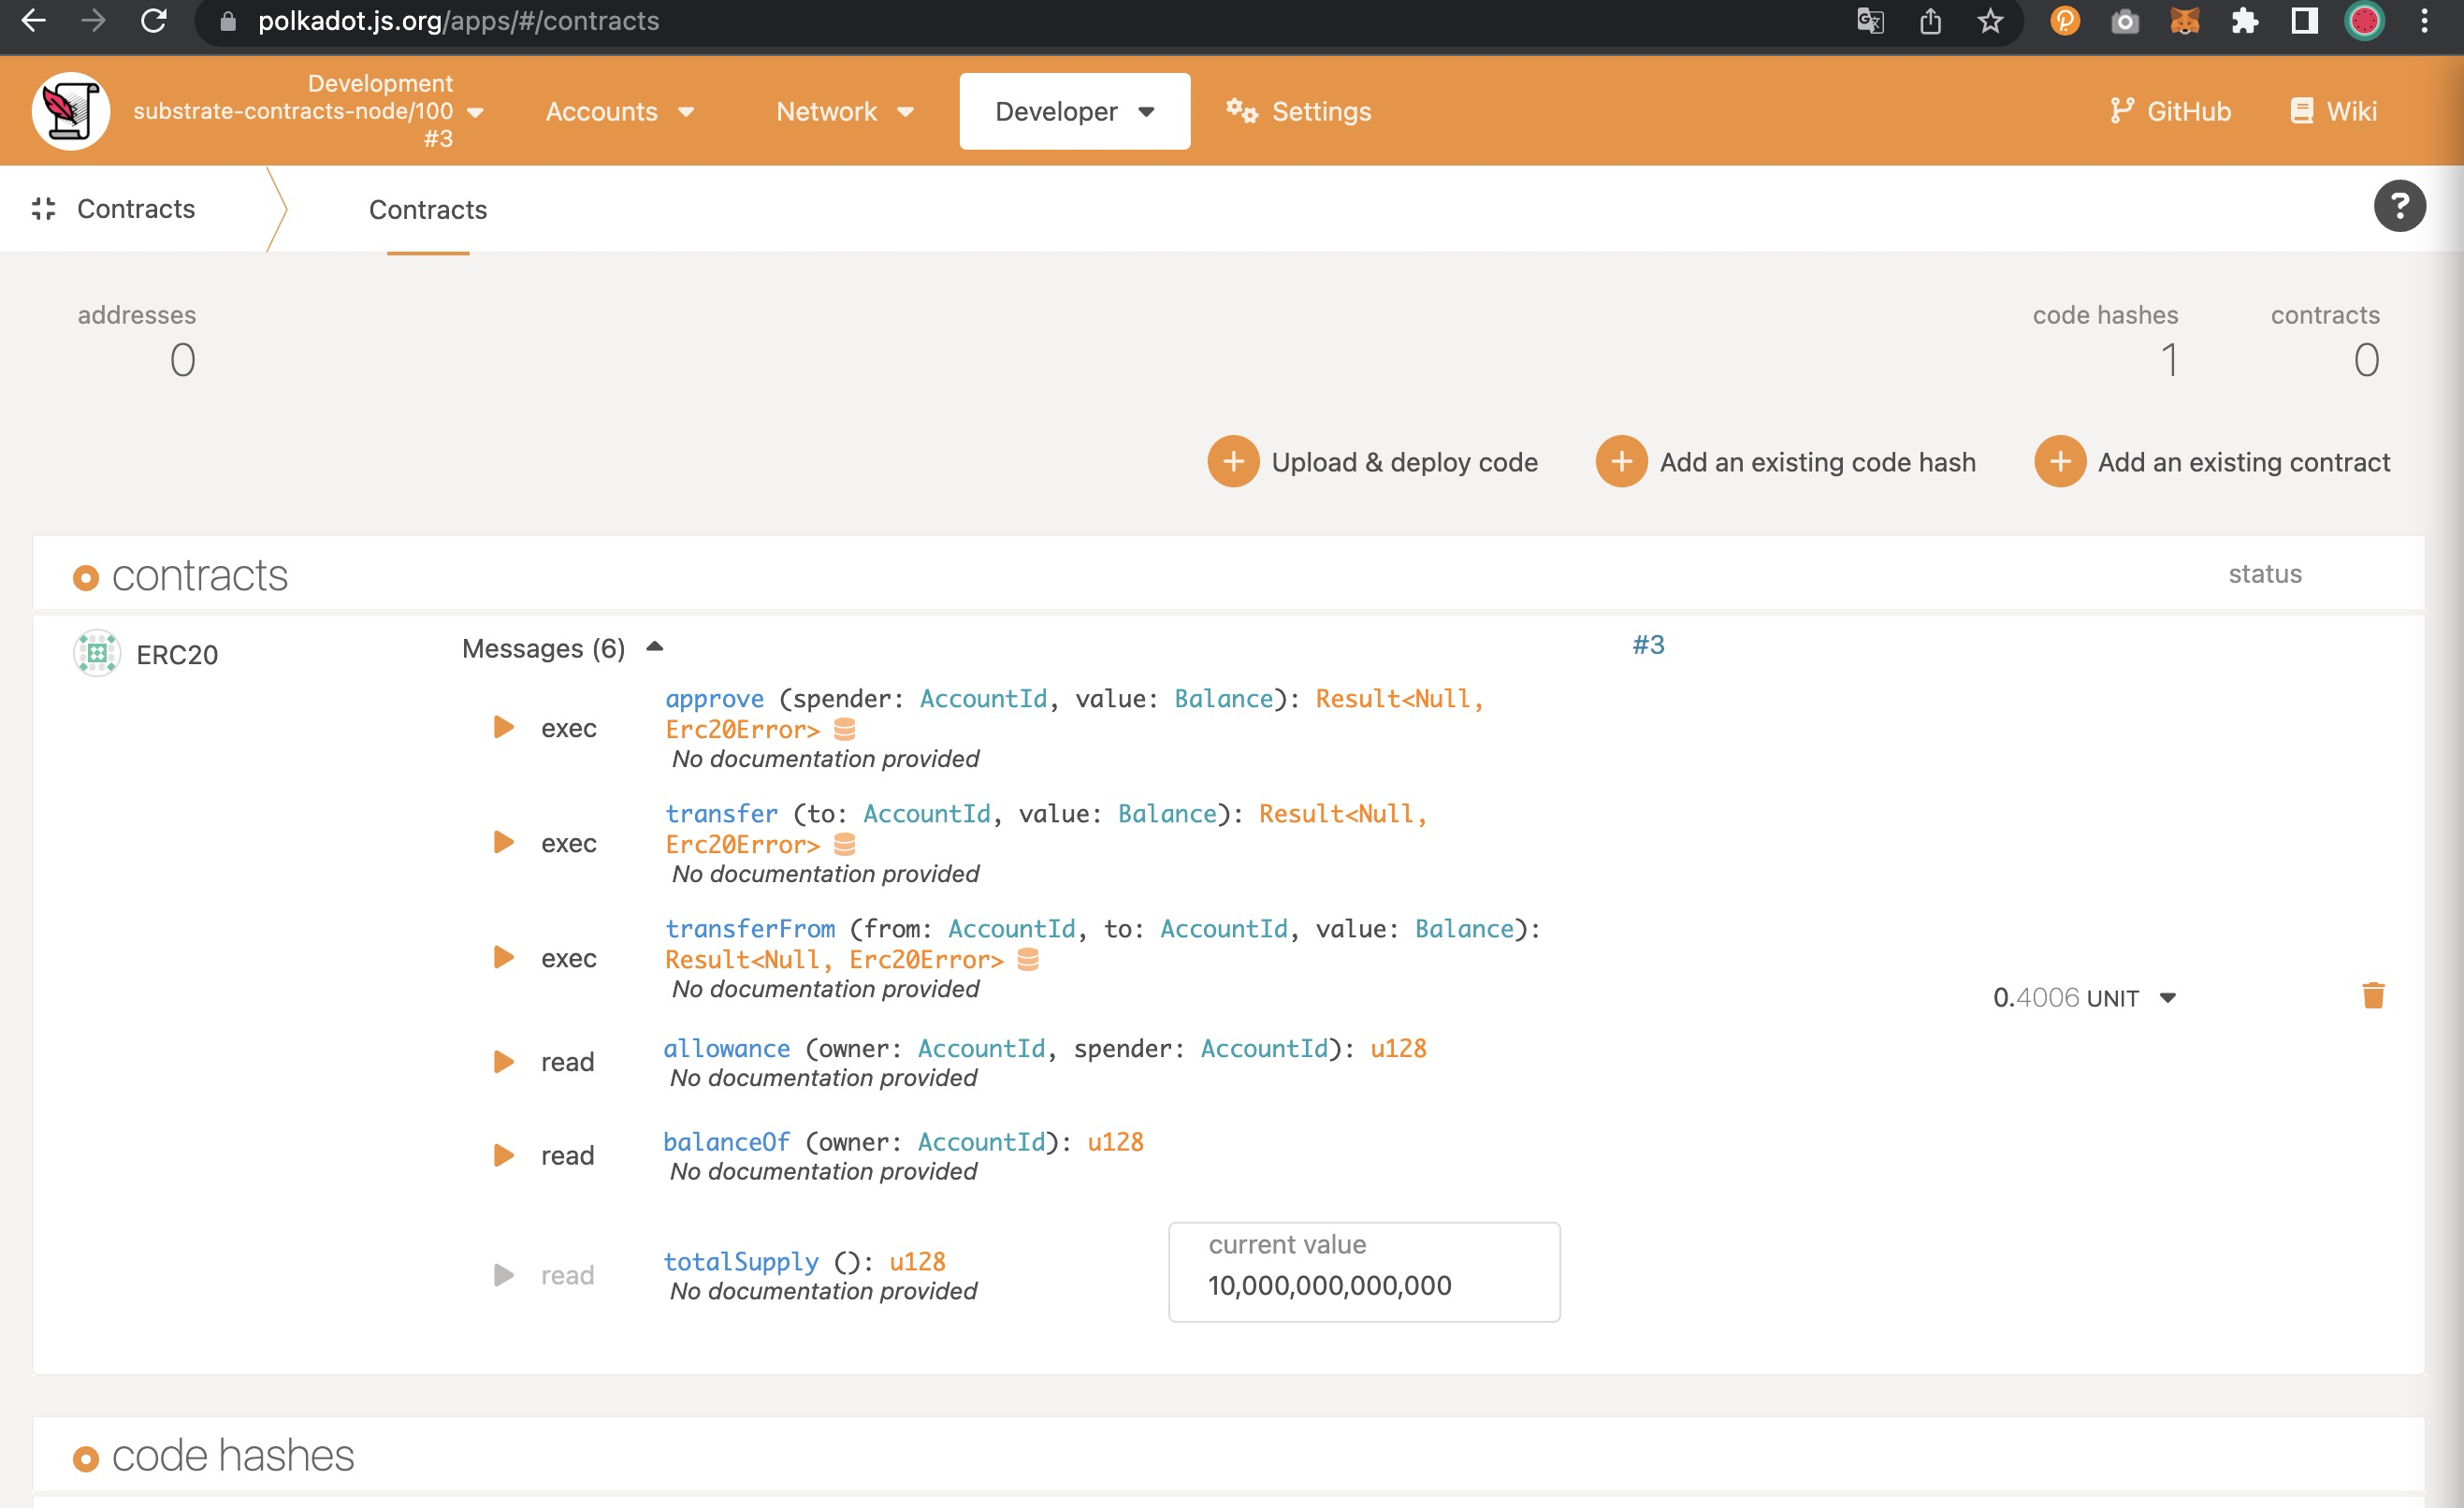 polkadot.js.org/apps/#/contracts
Development
substrate-contracts-node/100
#3
Accounts
Network
Developer
Settings
GitHub
Wiki
Contracts
Contracts
?
addresses
0
code hashes
1
contracts
0
Upload & deploy code
Add an existing code hash
Add an existing contract
contracts
status
ERC20
Messages (6)
#3
exec
approve (spender: AccountId, value: Balance): Result<Null,
Erc20Error>
No documentation provided
exec
transfer (to: AccountId, value: Balance): Result<Null,
Erc20Error>
No documentation provided
exec
transferFrom (from: AccountId, to: AccountId, value: Balance):
Result<Null, Erc20Error>
No documentation provided
0.4006 UNIT
read
allowance (owner: AccountId, spender: AccountId): u128
No documentation provided
read
balanceOf (owner: AccountId): u128
No documentation provided
read
totalSupply (): u128
No documentation provided
current value
10,000,000,000,000
code hashes